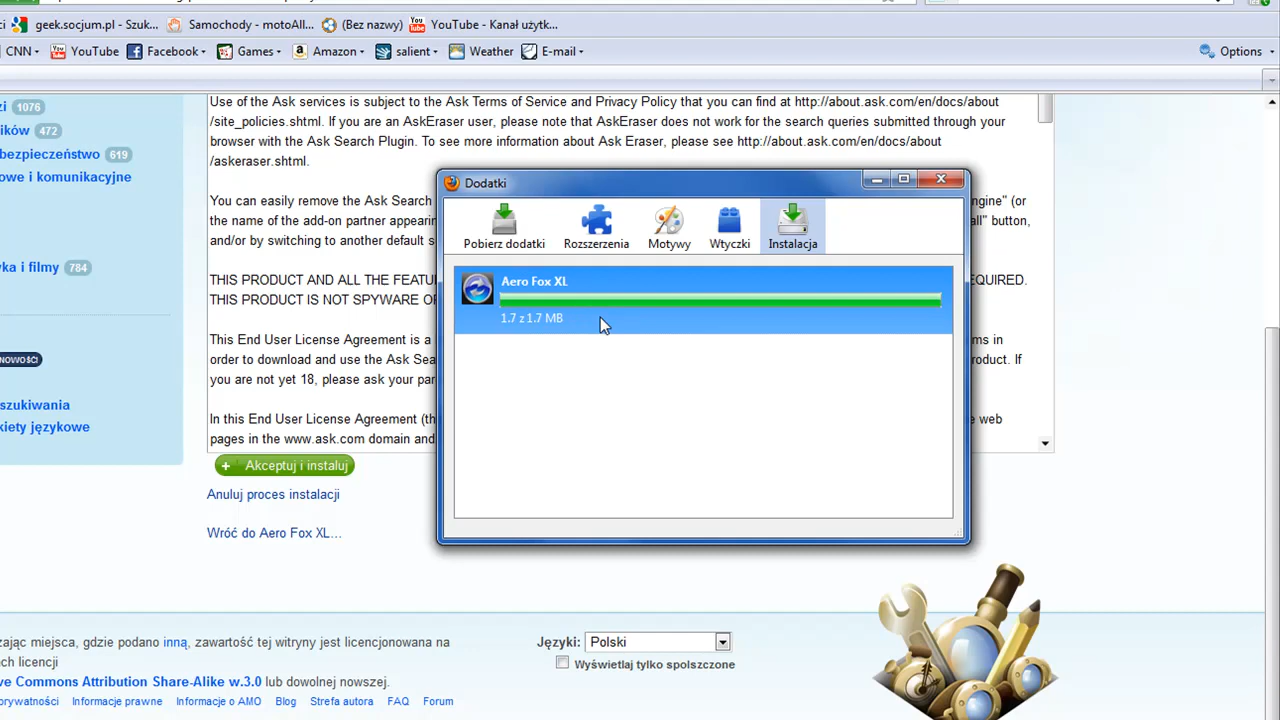 geek.socjum.pl - Szuk... Samochody - motoAll... (Bez nazwy) YouTube - Kanał użytk...
CNN YouTube Facebook Games Amazon salient Weather E-mail Options
1076
472
619
784
Use of the Ask services is subject to the Ask Terms of Service and Privacy Policy that you can find at http://about.ask.com/en/docs/about
/site_policies.shtml. If you are an AskEraser user, please note that AskEraser does not work for the search queries submitted through your
browser with the Ask Search Plugin. To see more information about Ask Eraser, please see http://about.ask.com/en/docs/about
/askeraser.shtml.
You can easily remove the Ask Search
the name of the add-on partner appearin
and/or by switching to another default s
THIS PRODUCT AND ALL THE FEATU
THIS PRODUCT IS NOT SPYWARE OR
This End User License Agreement is a
order to download and use the Ask Sea
you are not yet 18, please ask your par
In this End User License Agreement (th
pages in the www.ask.com domain and
Dodatki
Pobierz dodatki Rozszerzenia Motywy Wtyczki Instalacja
Aero Fox XL
1.7 z 1.7 MB
Akceptuj i instaluj
Anuluj proces instalacji
Wróć do Aero Fox XL...
ików
bezpieczeństwo
owe i komunikacyjne
ka i filmy
NOWOŚĆ!
szukiwania
kiety językowe
zając miejsca, gdzie podano inną, zawartość tej witryny jest licencjonowana na
ch licencji
ve Commons Attribution Share-Alike w.3.0 lub dowolnej nowszej.
prywatności Informacje prawne Informacje o AMO Blog Strefa autora FAQ Forum
Języki: Polski
Wyświetlaj tylko spolszczone